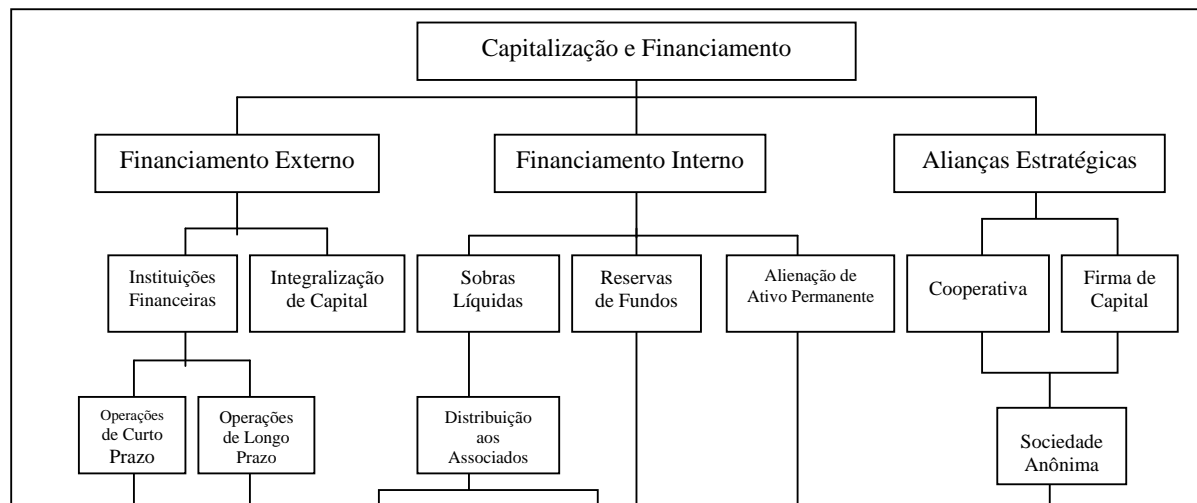 Capitalização e Financiamento
Financiamento Externo
Financiamento Interno
Alianças Estratégicas
Instituições
Financeiras
Integralização
de Capital
Sobras
Líquidas
Reservas
de Fundos
Alienação de
Ativo Permanente
Cooperativa
Firma de
Capital
Operações
de Curto
Prazo
Operações
de Longo
Prazo
Distribuição
aos
Associados
Sociedade
Anônima